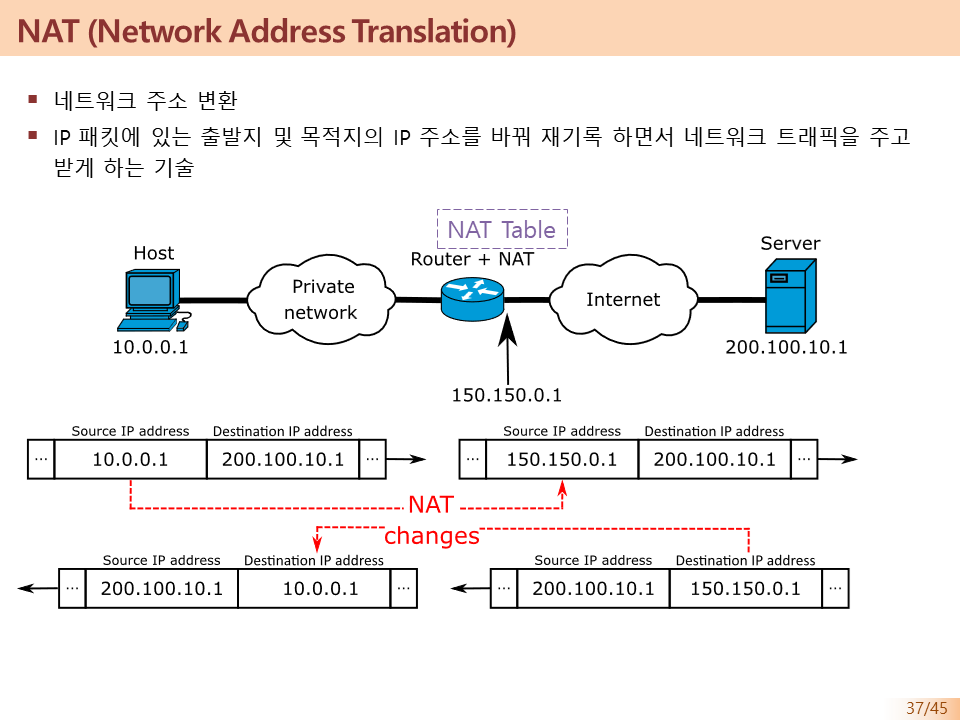 NAT (Network Address Translation)
네트워크 주소 변환
IP 패킷에 있는 출발지 및 목적지의 IP 주소를 바꿔 재기록 하면서 네트워크 트래픽을 주고
받게 하는 기술
NAT Table
Host
Router + NAT
Server
Private
network
Internet
10.0.0.1
200.100.10.1
150.150.0.1
Source IP address Destination IP address
... 10.0.0.1 200.100.10.1 ...
Source IP address Destination IP address
... 150.150.0.1 200.100.10.1 ...
NAT
changes
Source IP address Destination IP address
... 200.100.10.1 10.0.0.1 ...
Source IP address Destination IP address
... 200.100.10.1 150.150.0.1 ...
37/45